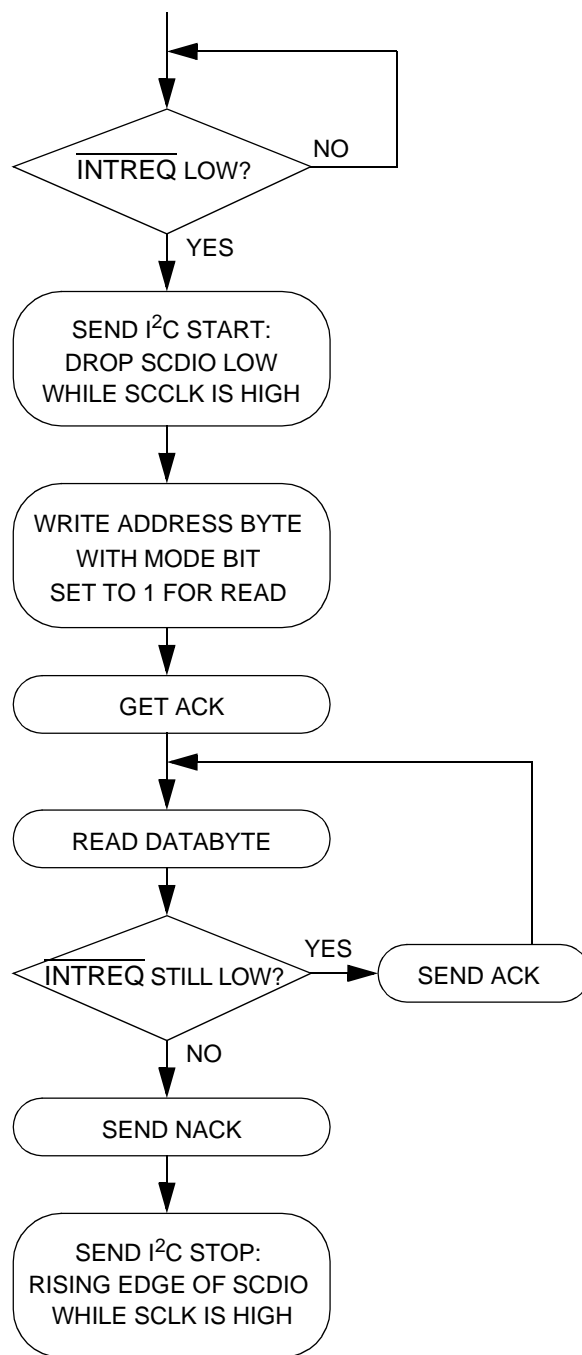 INTREQ LOW?
NO
YES
SEND I²C START:
DROP SCDIO LOW
WHILE SCCLK IS HIGH
WRITE ADDRESS BYTE
WITH MODE BIT
SET TO 1 FOR READ
GET ACK
READ DATABYTE
INTREQ STILL LOW?
YES
SEND ACK
NO
SEND NACK
SEND I²C STOP:
RISING EDGE OF SCDIO
WHILE SCLK IS HIGH